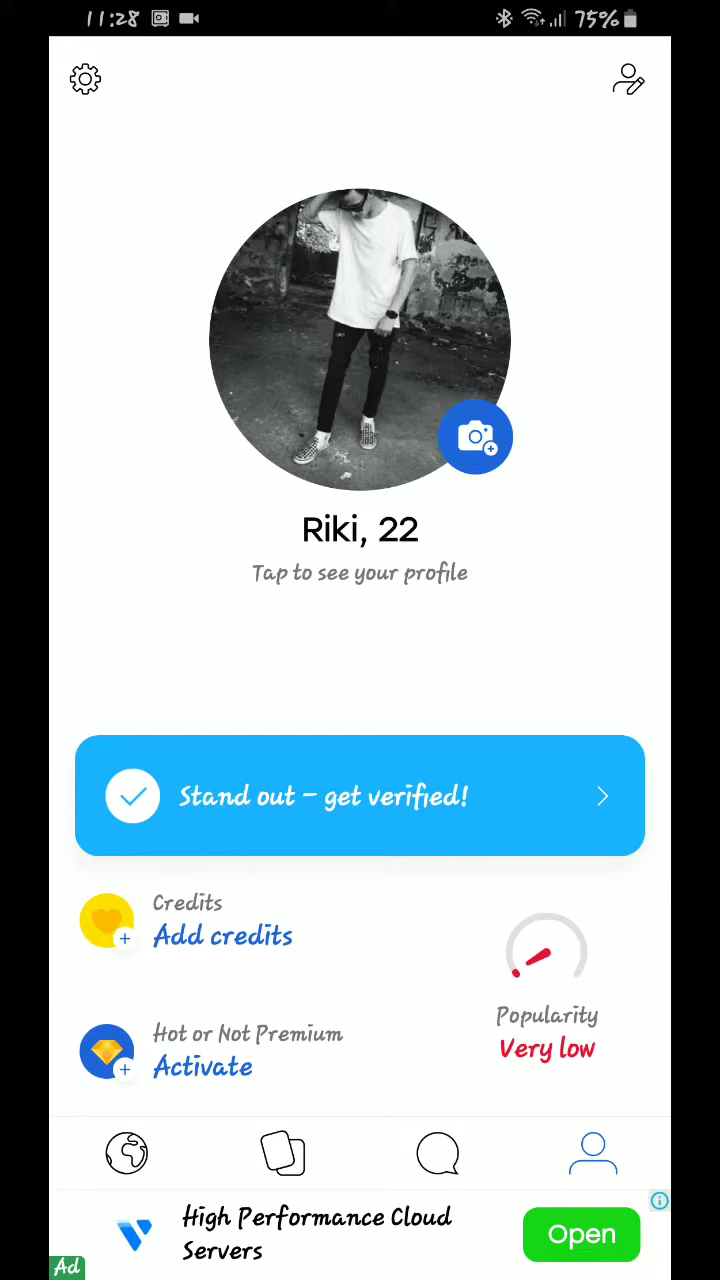 11:28
75%
Riki, 22
Tap to see your profile
Stand out – get verified!
Credits
Add credits
Popularity
Very low
Hot or Not Premium
Activate
High Performance Cloud
Servers
Open
Ad